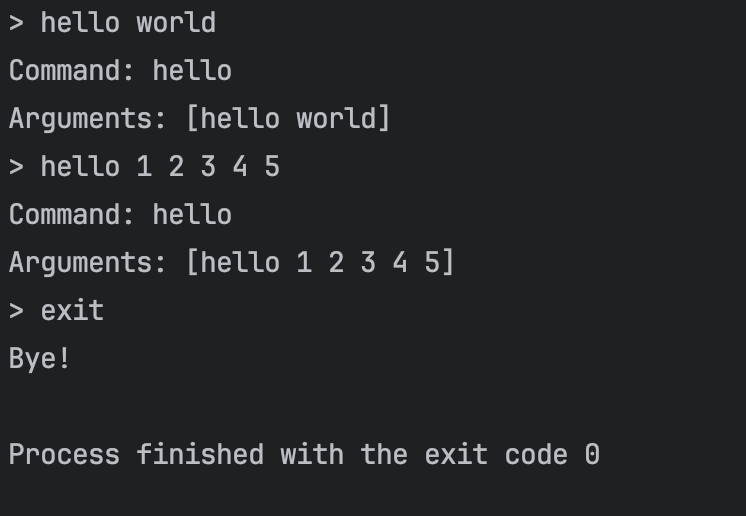 > hello world
Command: hello
Arguments: [hello world]
> hello 1 2 3 4 5
Command: hello
Arguments: [hello 1 2 3 4 5]
> exit
Bye!
Process finished with the exit code 0